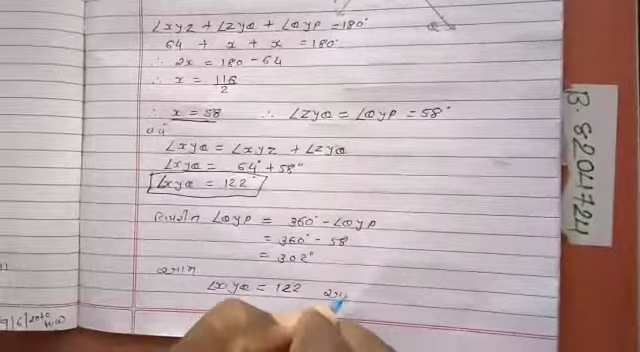 ∠xyz + ∠zyQ + ∠QyP = 180°
64 + x + x = 180°
∴ 2x = 180 - 64
∴ x = 116/2
∴ x = 58 ∴ ∠zyQ = ∠QyP = 58°
∠xyQ = ∠xyz + ∠zyQ
∠xyQ = 64° + 58°
∠xyQ = 122°
∠QyP = 360° - ∠QyP
= 360° - 58
= 302°
∠xyQ = 122
B. 8204724